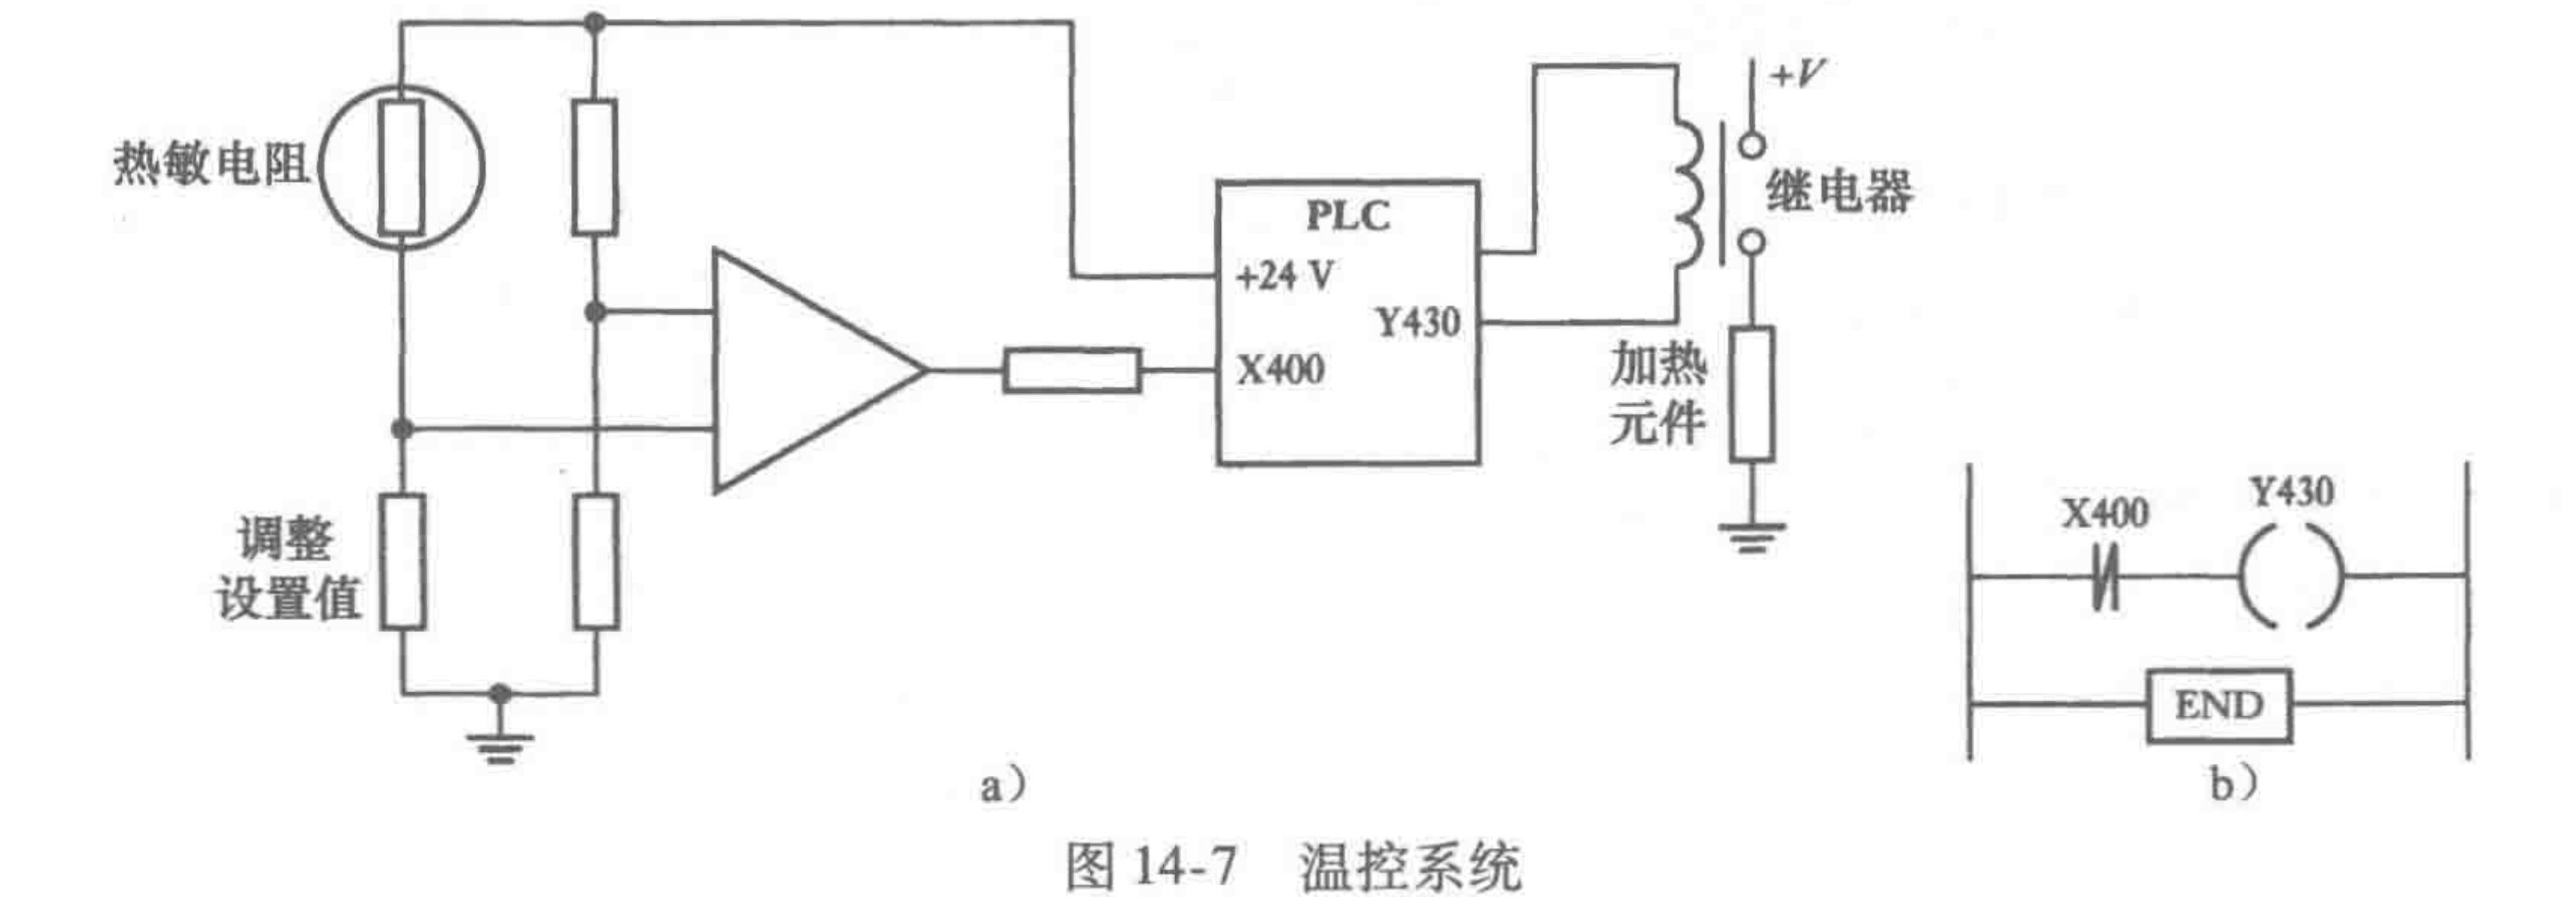 热敏电阻
调整
设置值
PLC
+24 V
Y430
X400
+V
继电器
加热
元件
a）
X400
Y430
END
b）
图 14-7 温控系统